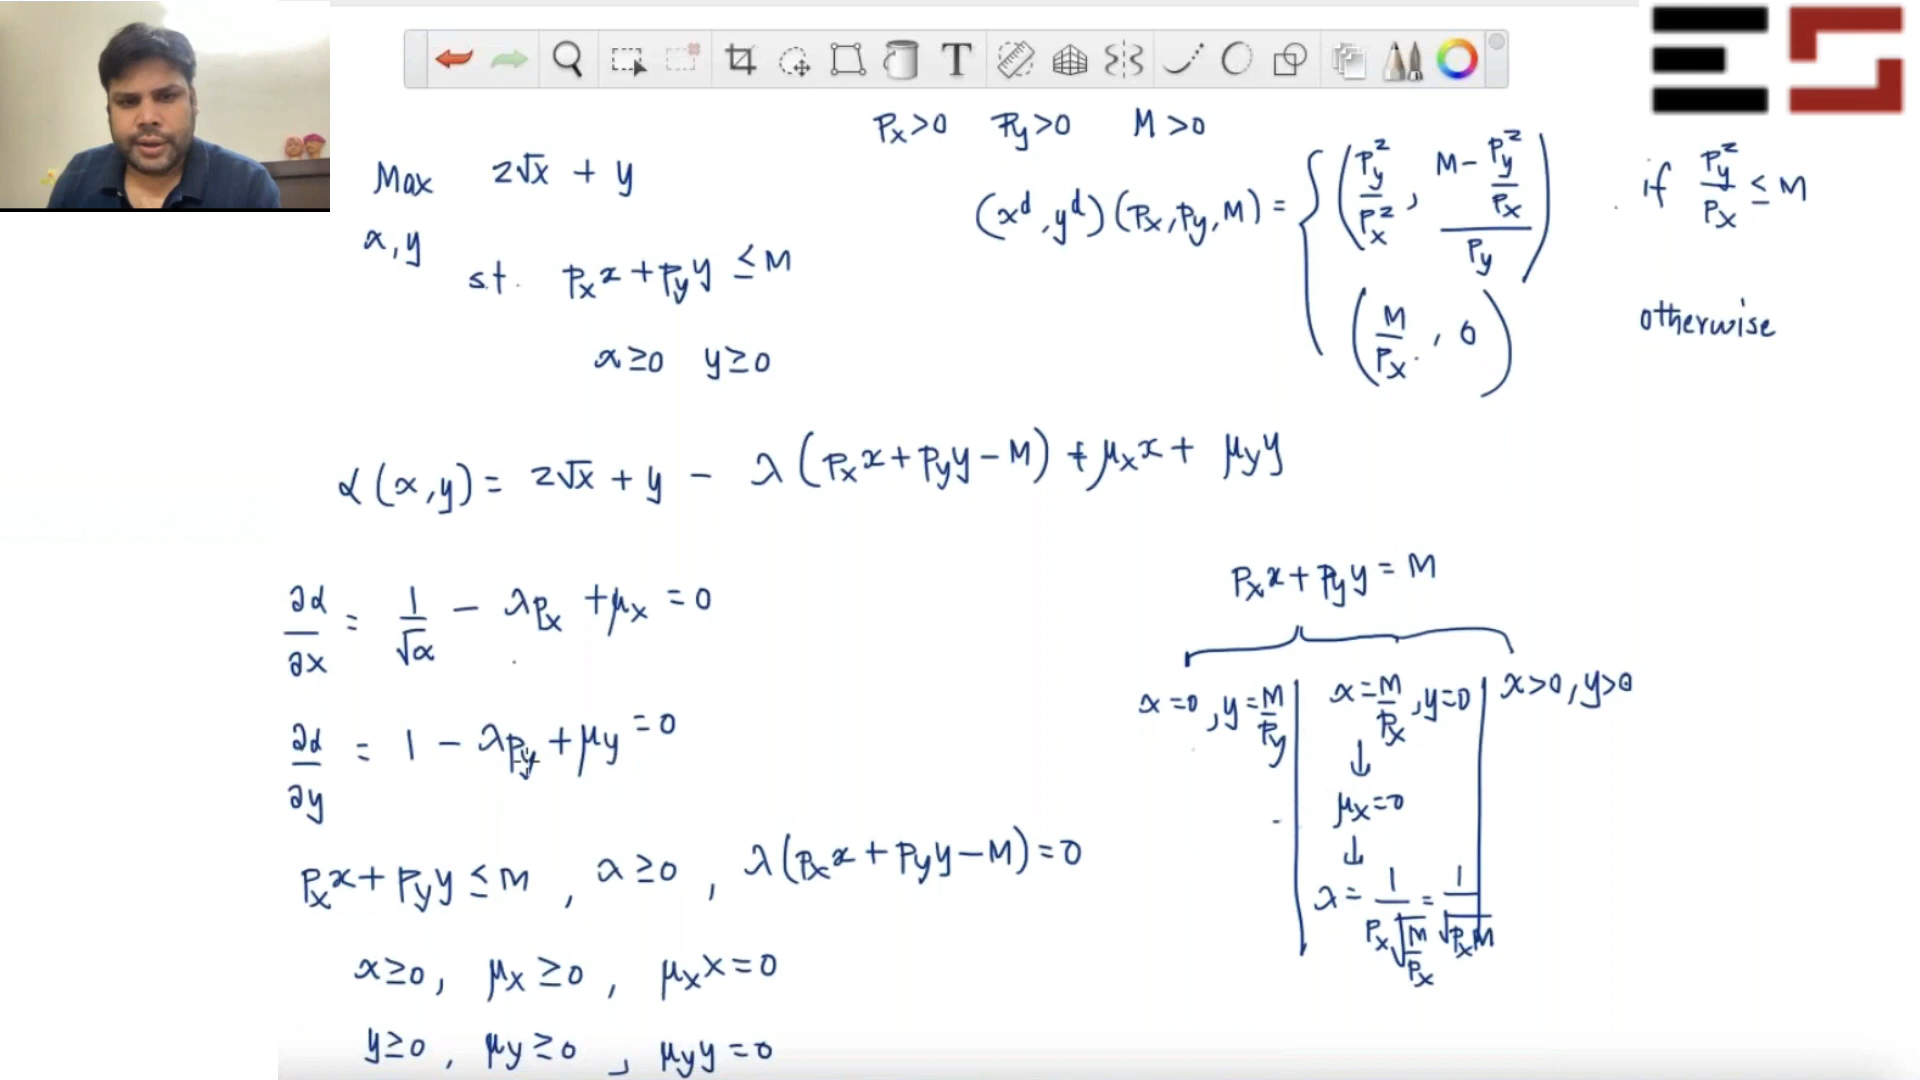 Px>0 Py>0 M>0
Max 2√x + y
x,y
s.t. Pxx+Pyy ≤M
x≥0 y≥0
(x^d, y^d)(Px,Py,M) = { (Py²/Px², (M-Py²/Px)/Py) if Py²/Px ≤ M
(M/Px, 0) otherwise
L(x,y) = 2√x + y - λ(Pxx+Pyy-M) + μxx + μyy
∂L/∂x = 1/√x - λPx + μx = 0
∂L/∂y = 1 - λPy + μy = 0
Pxx+Pyy ≤M, λ≥0, λ(Pxx+Pyy-M)=0
x≥0, μx≥0, μxx=0
y≥0, μy≥0, μyy=0
Pxx+Pyy=M
x=0, y=M/Py | x=M/Px, y=0 | x>0, y>0
↓
μx=0
↓
λ= 1/(Px√(M/Px)) = 1/√(PxM)
T
ES